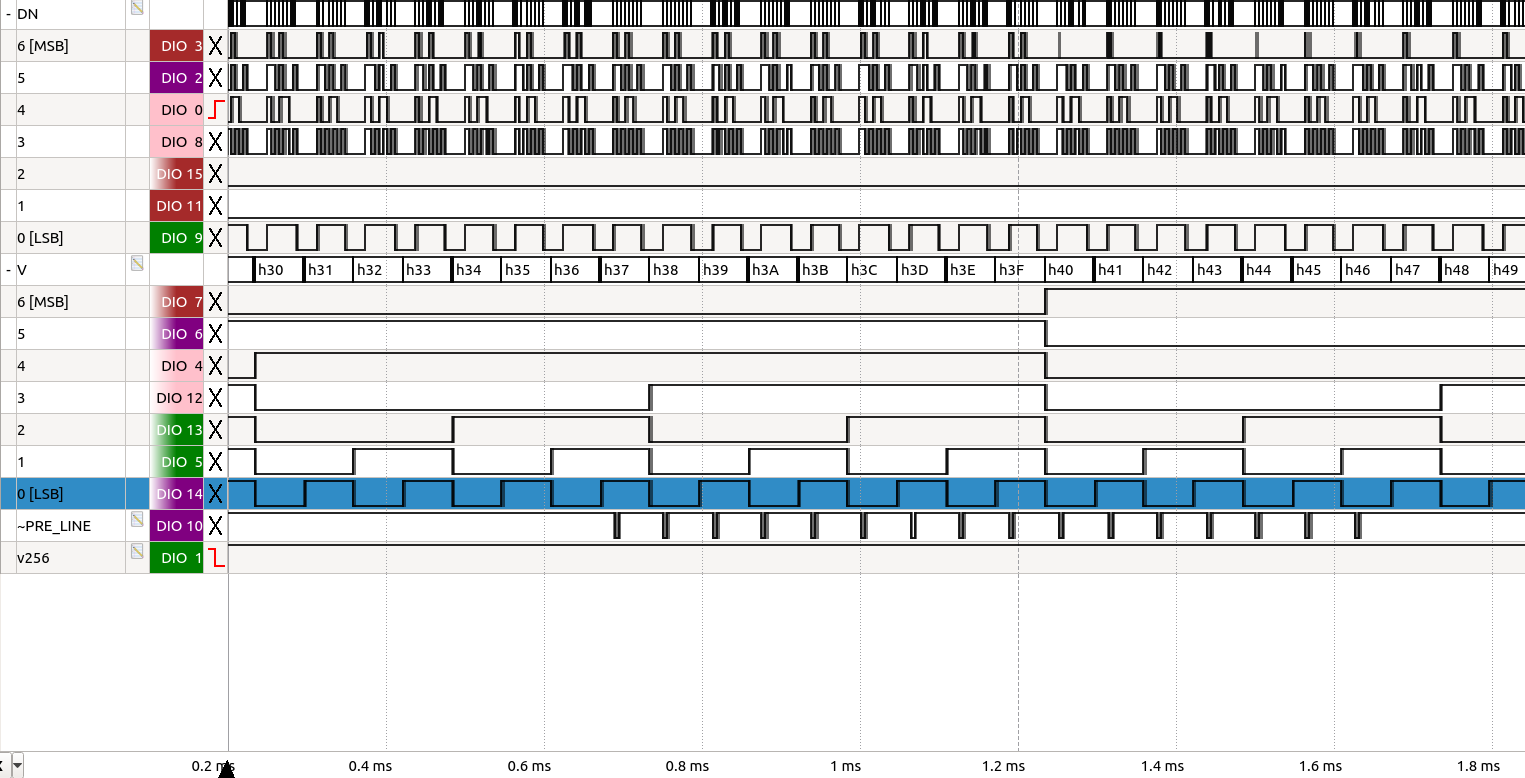 - DN
6 [MSB] DIO 3 X
5 DIO 2 X
4 DIO 0
3 DIO 8 X
2 DIO 15 X
1 DIO 11 X
0 [LSB] DIO 9 X
- V h30 h31 h32 h33 h34 h35 h36 h37 h38 h39 h3A h3B h3C h3D h3E h3F h40 h41 h42 h43 h44 h45 h46 h47 h48 h49
6 [MSB] DIO 7 X
5 DIO 6 X
4 DIO 4 X
3 DIO 12 X
2 DIO 13 X
1 DIO 5 X
0 [LSB] DIO 14 X
~PRE_LINE DIO 10 X
v256 DIO 1
X 0.2 ms 0.4 ms 0.6 ms 0.8 ms 1 ms 1.2 ms 1.4 ms 1.6 ms 1.8 ms